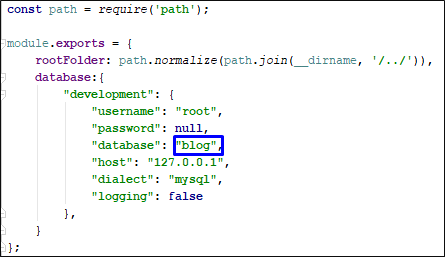 const path = require('path');

module.exports = {
    rootFolder: path.normalize(path.join(__dirname, '/../')),
    database:{
        "development": {
            "username": "root",
            "password": null,
            "database": "blog",
            "host": "127.0.0.1",
            "dialect": "mysql",
            "logging": false
        },
    }
};